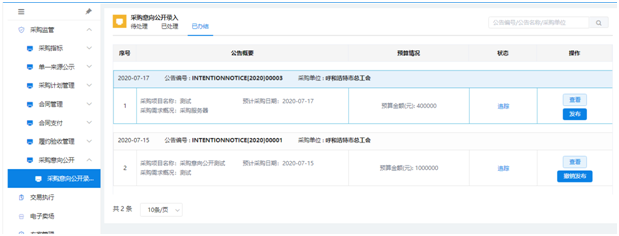 采购监管
采购指标
单一来源公示
采购计划管理
合同管理
合同支付
履约验收管理
采购意向公开
采购意向公开录...
交易执行
电子卖场
采购意向公开录入
待处理 已处理 已办结
公告编号/公告名称/采购单位
序号 公告概要 预算情况 状态 操作
2020-07-17 公告编号：INTENTIONNOTICE[2020]00003 采购单位：呼和浩特市总工会
1
采购项目名称：测试 预计采购日期：2020-07-17
采购需求概况：采购服务器
预算金额(元)：400000
追踪
查看
发布
2020-07-15 公告编号：INTENTIONNOTICE[2020]00001 采购单位：呼和浩特市总工会
2
采购项目名称：采购意向公开测试 预计采购日期：2020-07-15
采购需求概况：测试
预算金额(元)：1000000
追踪
查看
撤销发布
共 2 条 10条/页